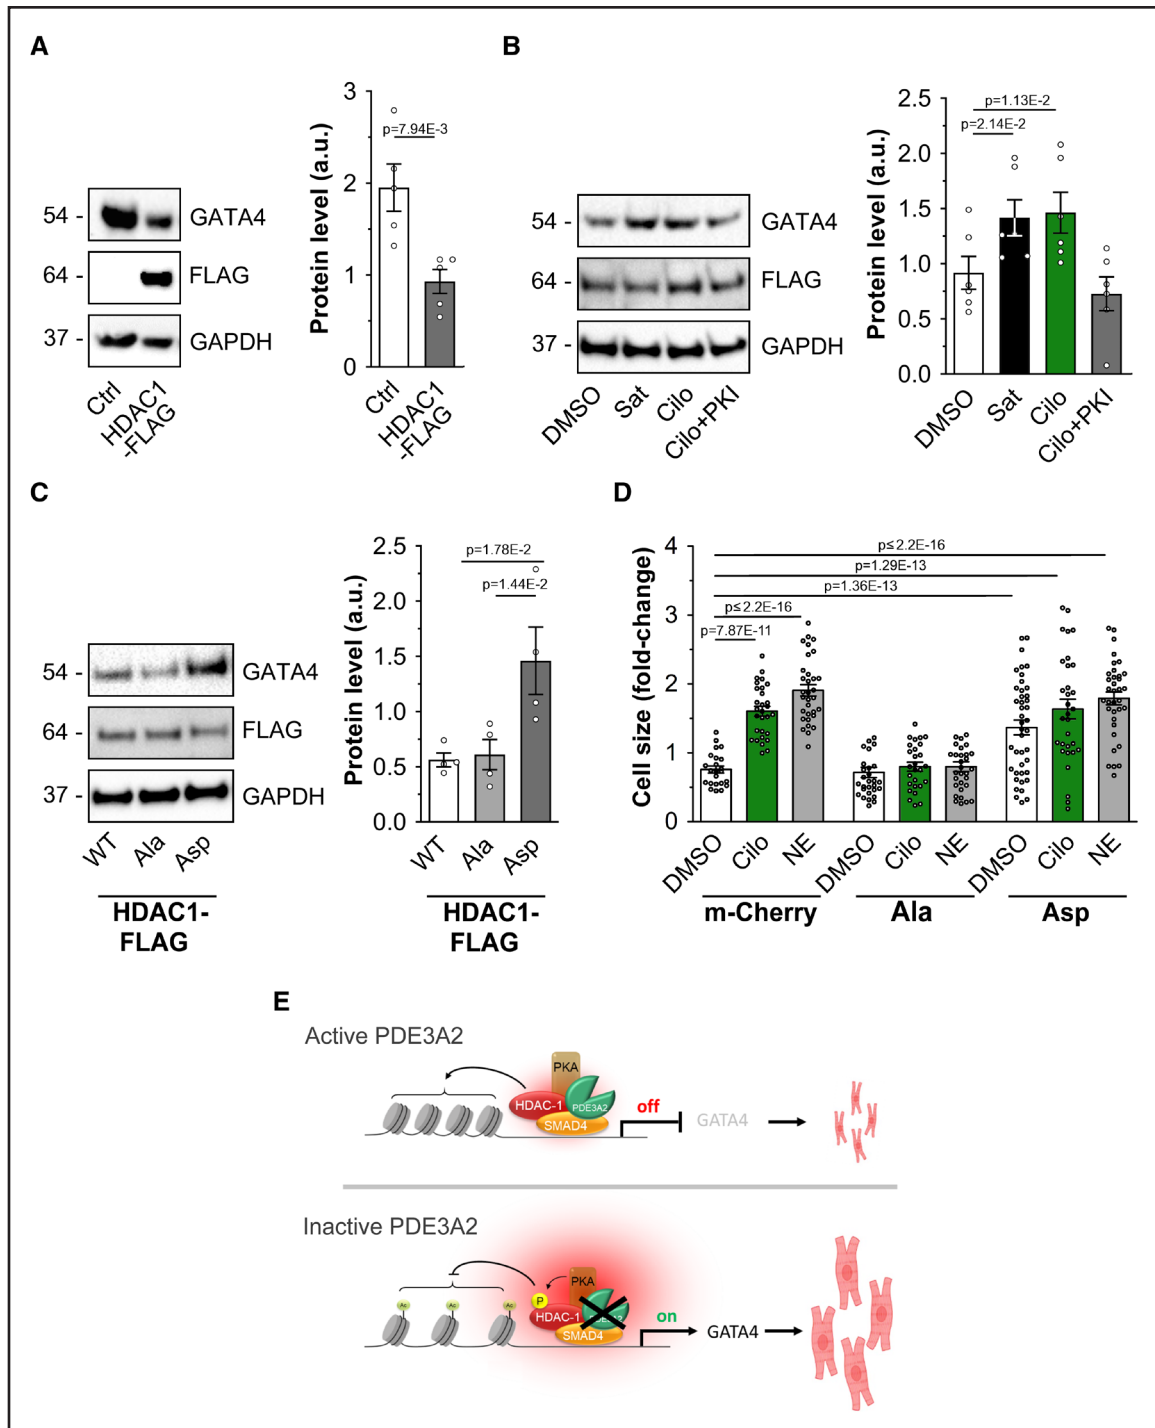 A
54 -
GATA4
64 -
FLAG
37 -
GAPDH
Ctrl
HDAC1
-FLAG
Protein level (a.u.)
3
2
1
0
p=7.94E-3
Ctrl
HDAC1
-FLAG
B
54 -
GATA4
64 -
FLAG
37 -
GAPDH
DMSO
Sat
Cilo
Cilo+PKI
Protein level (a.u.)
2.5
2.0
1.5
1.0
0.5
0.0
p=1.13E-2
p=2.14E-2
DMSO
Sat
Cilo
Cilo+PKI
C
54 -
GATA4
64 -
FLAG
37 -
GAPDH
WT
Ala
Asp
HDAC1-
FLAG
Protein level (a.u.)
2.5
2.0
1.5
1.0
0.5
0.0
p=1.78E-2
p=1.44E-2
WT
Ala
Asp
HDAC1-
FLAG
D
Cell size (fold-change)
4
3
2
1
0
p≤2.2E-16
p=1.29E-13
p=1.36E-13
p≤2.2E-16
p=7.87E-11
DMSO
Cilo
NE
DMSO
Cilo
NE
DMSO
Cilo
NE
m-Cherry
Ala
Asp
E
Active PDE3A2
PKA
HDAC-1
PDE3A2
SMAD4
off
GATA4
Inactive PDE3A2
Ac
Ac
Ac
P
PKA
HDAC-1
SMAD4
on
GATA4